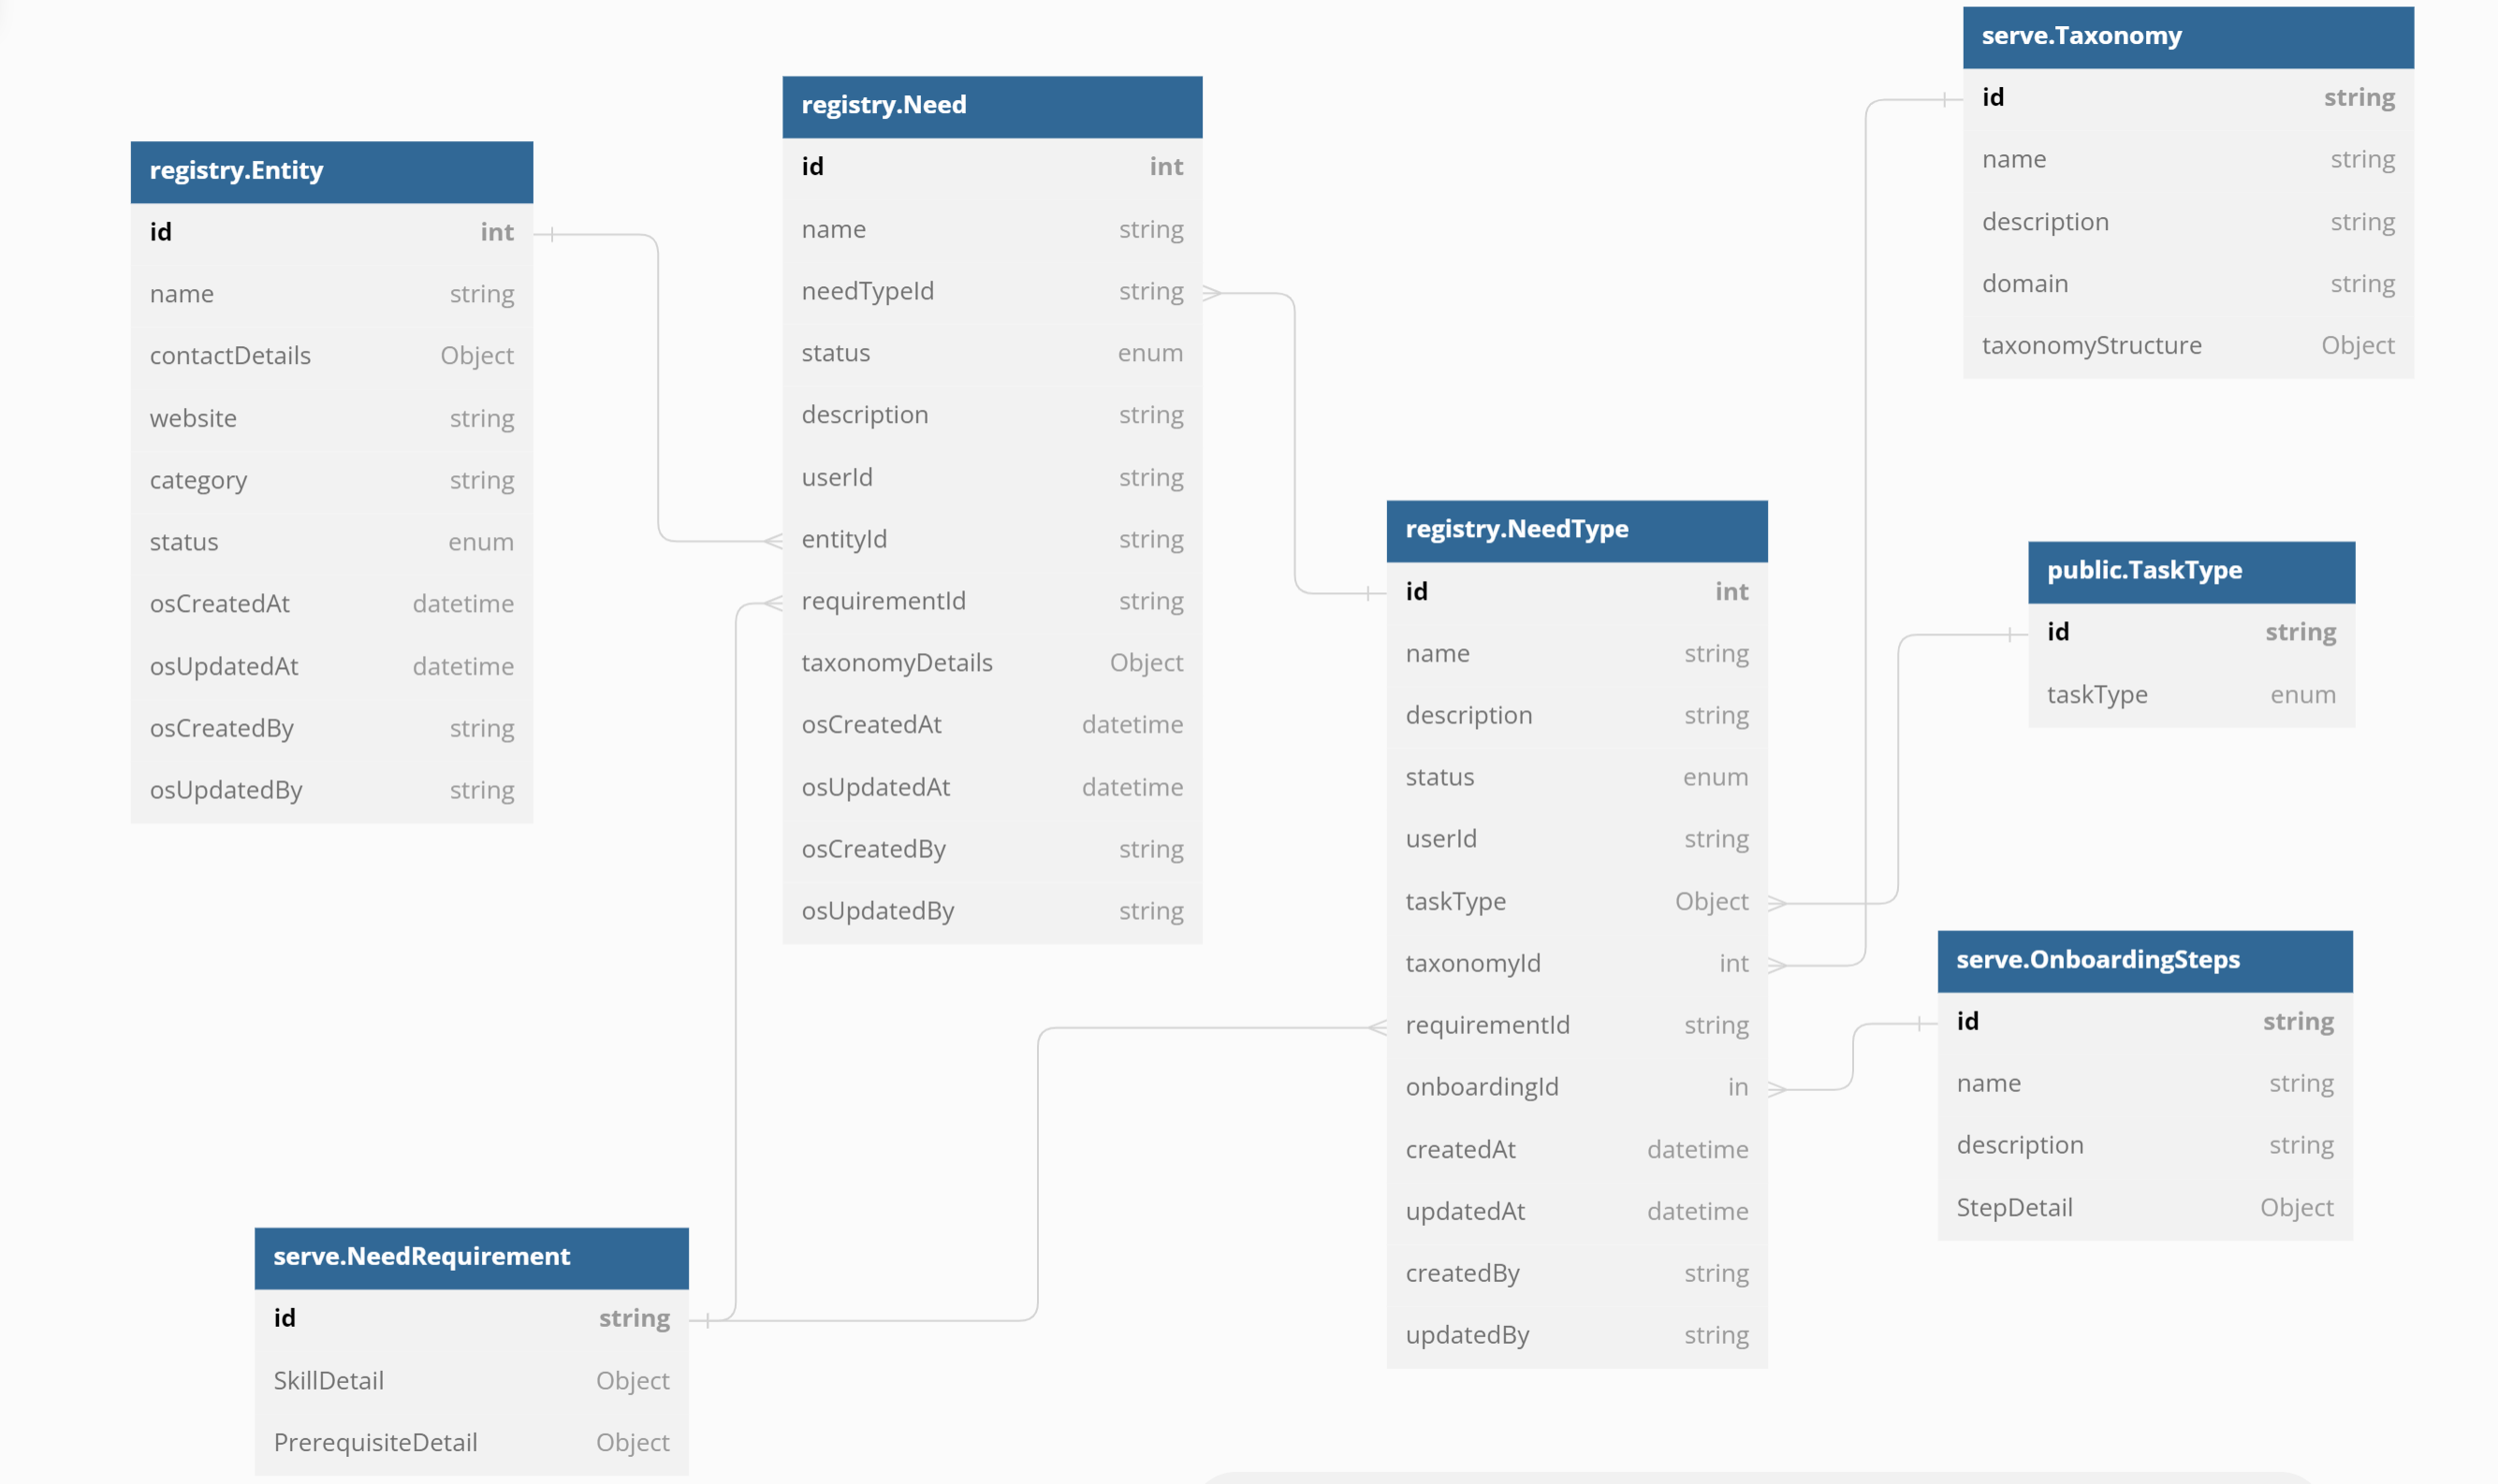 registry.Entity
id int
name string
contactDetails Object
website string
category string
status enum
osCreatedAt datetime
osUpdatedAt datetime
osCreatedBy string
osUpdatedBy string
registry.Need
id int
name string
needTypeId string
status enum
description string
userId string
entityId string
requirementId string
taxonomyDetails Object
osCreatedAt datetime
osUpdatedAt datetime
osCreatedBy string
osUpdatedBy string
serve.NeedRequirement
id string
SkillDetail Object
PrerequisiteDetail Object
registry.NeedType
id int
name string
description string
status enum
userId string
taskType Object
taxonomyId int
requirementId string
onboardingId in
createdAt datetime
updatedAt datetime
createdBy string
updatedBy string
serve.Taxonomy
id string
name string
description string
domain string
taxonomyStructure Object
public.TaskType
id string
taskType enum
serve.OnboardingSteps
id string
name string
description string
StepDetail Object